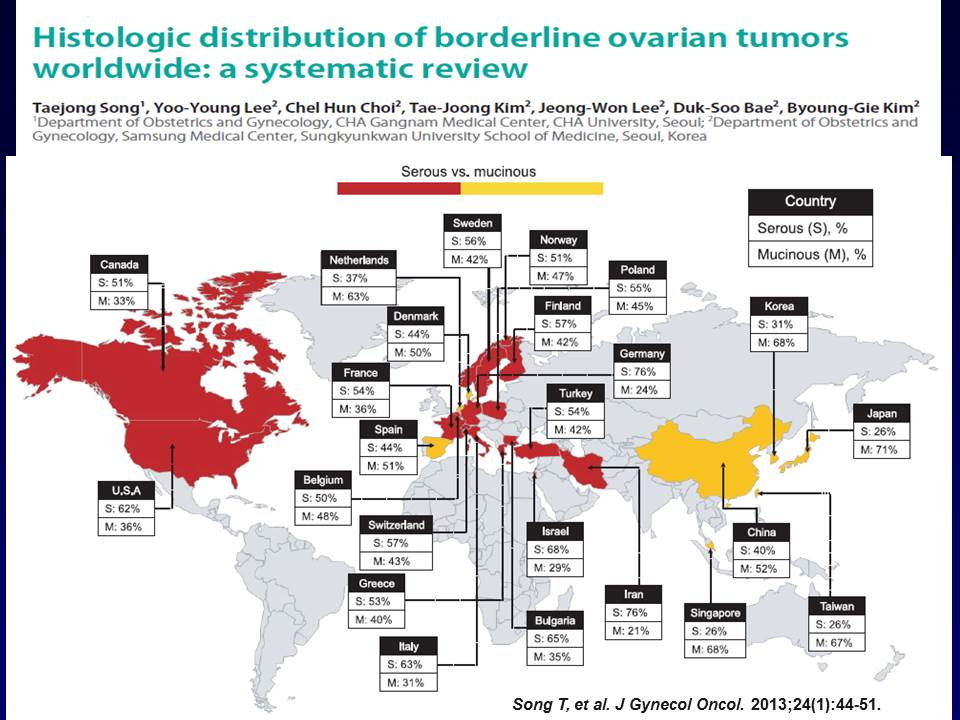 Histologic distribution of borderline ovarian tumors
worldwide: a systematic review
Taejong Song¹, Yoo-Young Lee², Chel Hun Choi², Tae-Joong Kim², Jeong-Won Lee², Duk-Soo Bae², Byoung-Gie Kim²
¹Department of Obstetrics and Gynecology, CHA Gangnam Medical Center, CHA University, Seoul; ²Department of Obstetrics and
Gynecology, Samsung Medical Center, Sungkyunkwan University School of Medicine, Seoul, Korea
Serous vs. mucinous
Country
Serous (S), %
Mucinous (M), %
Canada
S: 51%
M: 33%
Netherlands
S: 37%
M: 63%
Sweden
S: 56%
M: 42%
Norway
S: 51%
M: 47%
Poland
S: 55%
M: 45%
Denmark
S: 44%
M: 50%
Finland
S: 57%
M: 42%
Korea
S: 31%
M: 68%
France
S: 54%
M: 36%
Germany
S: 76%
M: 24%
Turkey
S: 54%
M: 42%
Japan
S: 26%
M: 71%
Spain
S: 44%
M: 51%
Belgium
S: 50%
M: 48%
U.S.A
S: 62%
M: 36%
Switzerland
S: 57%
M: 43%
Israel
S: 68%
M: 29%
China
S: 40%
M: 52%
Greece
S: 53%
M: 40%
Iran
S: 76%
M: 21%
Singapore
S: 26%
M: 68%
Taiwan
S: 26%
M: 67%
Bulgaria
S: 65%
M: 35%
Italy
S: 63%
M: 31%
Song T, et al. J Gynecol Oncol. 2013;24(1):44-51.